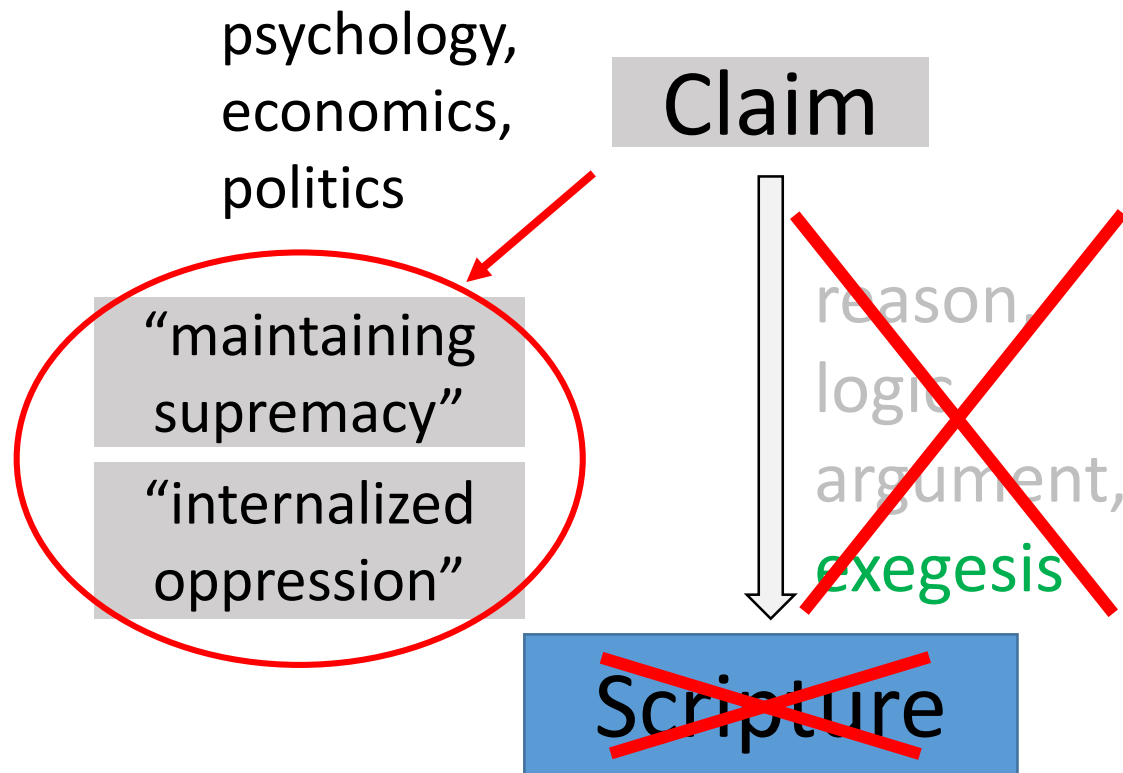 psychology,
economics,
politics
Claim
“maintaining
supremacy”
“internalized
oppression”
reason,
logic
argument,
exegesis
Scripture